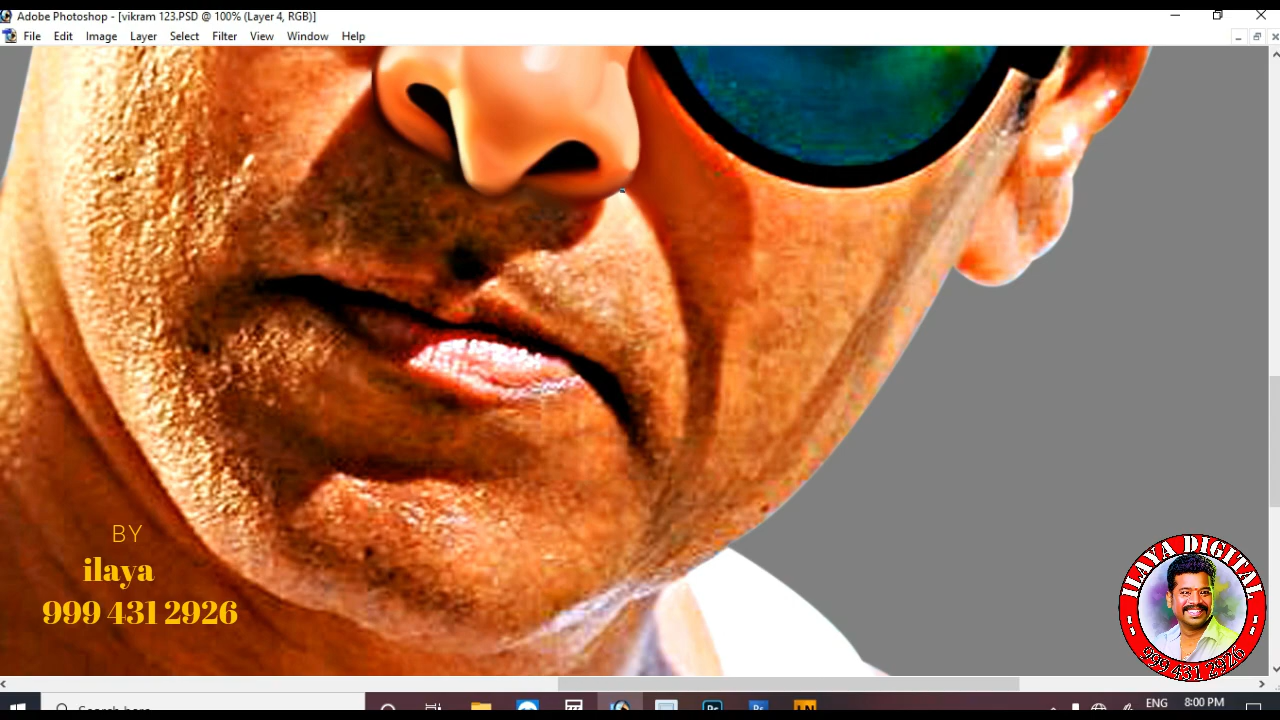 Adobe Photoshop - [vikram 123.PSD @ 100% (Layer 4, RGB)]
File Edit Image Layer Select Filter View Window Help
BY
ilaya
999 431 2926
ILAYA DIGITAL
999 431 2926
ENG 8:00 PM